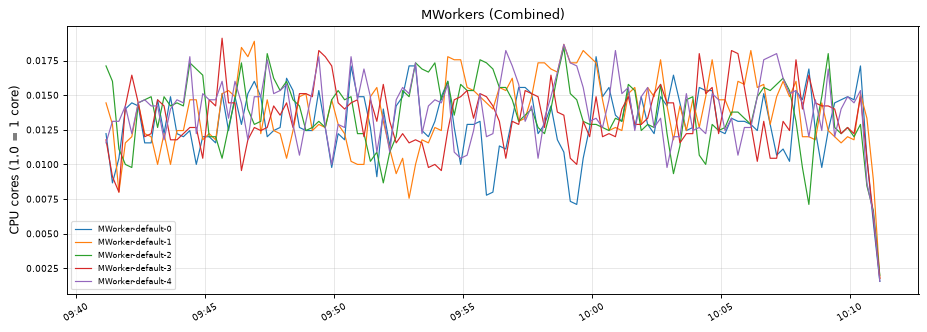 MWorkers (Combined)
CPU cores (1.0 = 1 core)
0.0175
0.0150
0.0125
0.0100
0.0075
0.0050
0.0025
MWorker-default-0
MWorker-default-1
MWorker-default-2
MWorker-default-3
MWorker-default-4
09:40
09:45
09:50
09:55
10:00
10:05
10:10